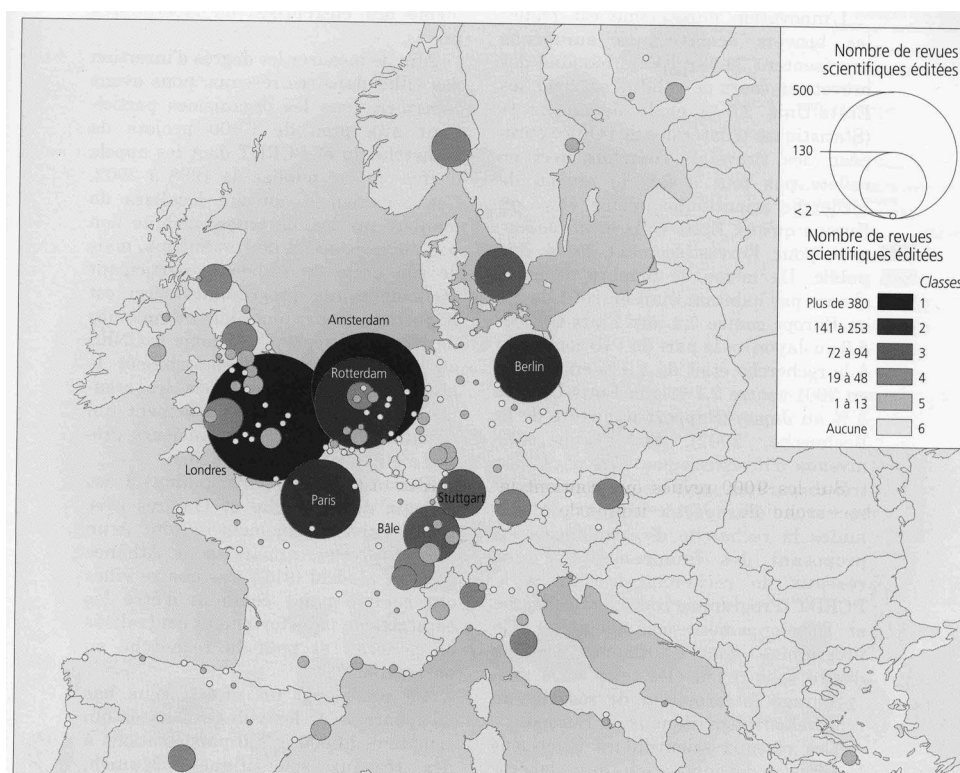 Nombre de revues
scientifiques éditées
500
130
< 2
Nombre de revues
scientifiques éditées
Classes
Plus de 380 1
141 à 253 2
72 à 94 3
19 à 48 4
1 à 13 5
Aucune 6
Amsterdam
Rotterdam
Berlin
Londres
Paris
Stuttgart
Bâle